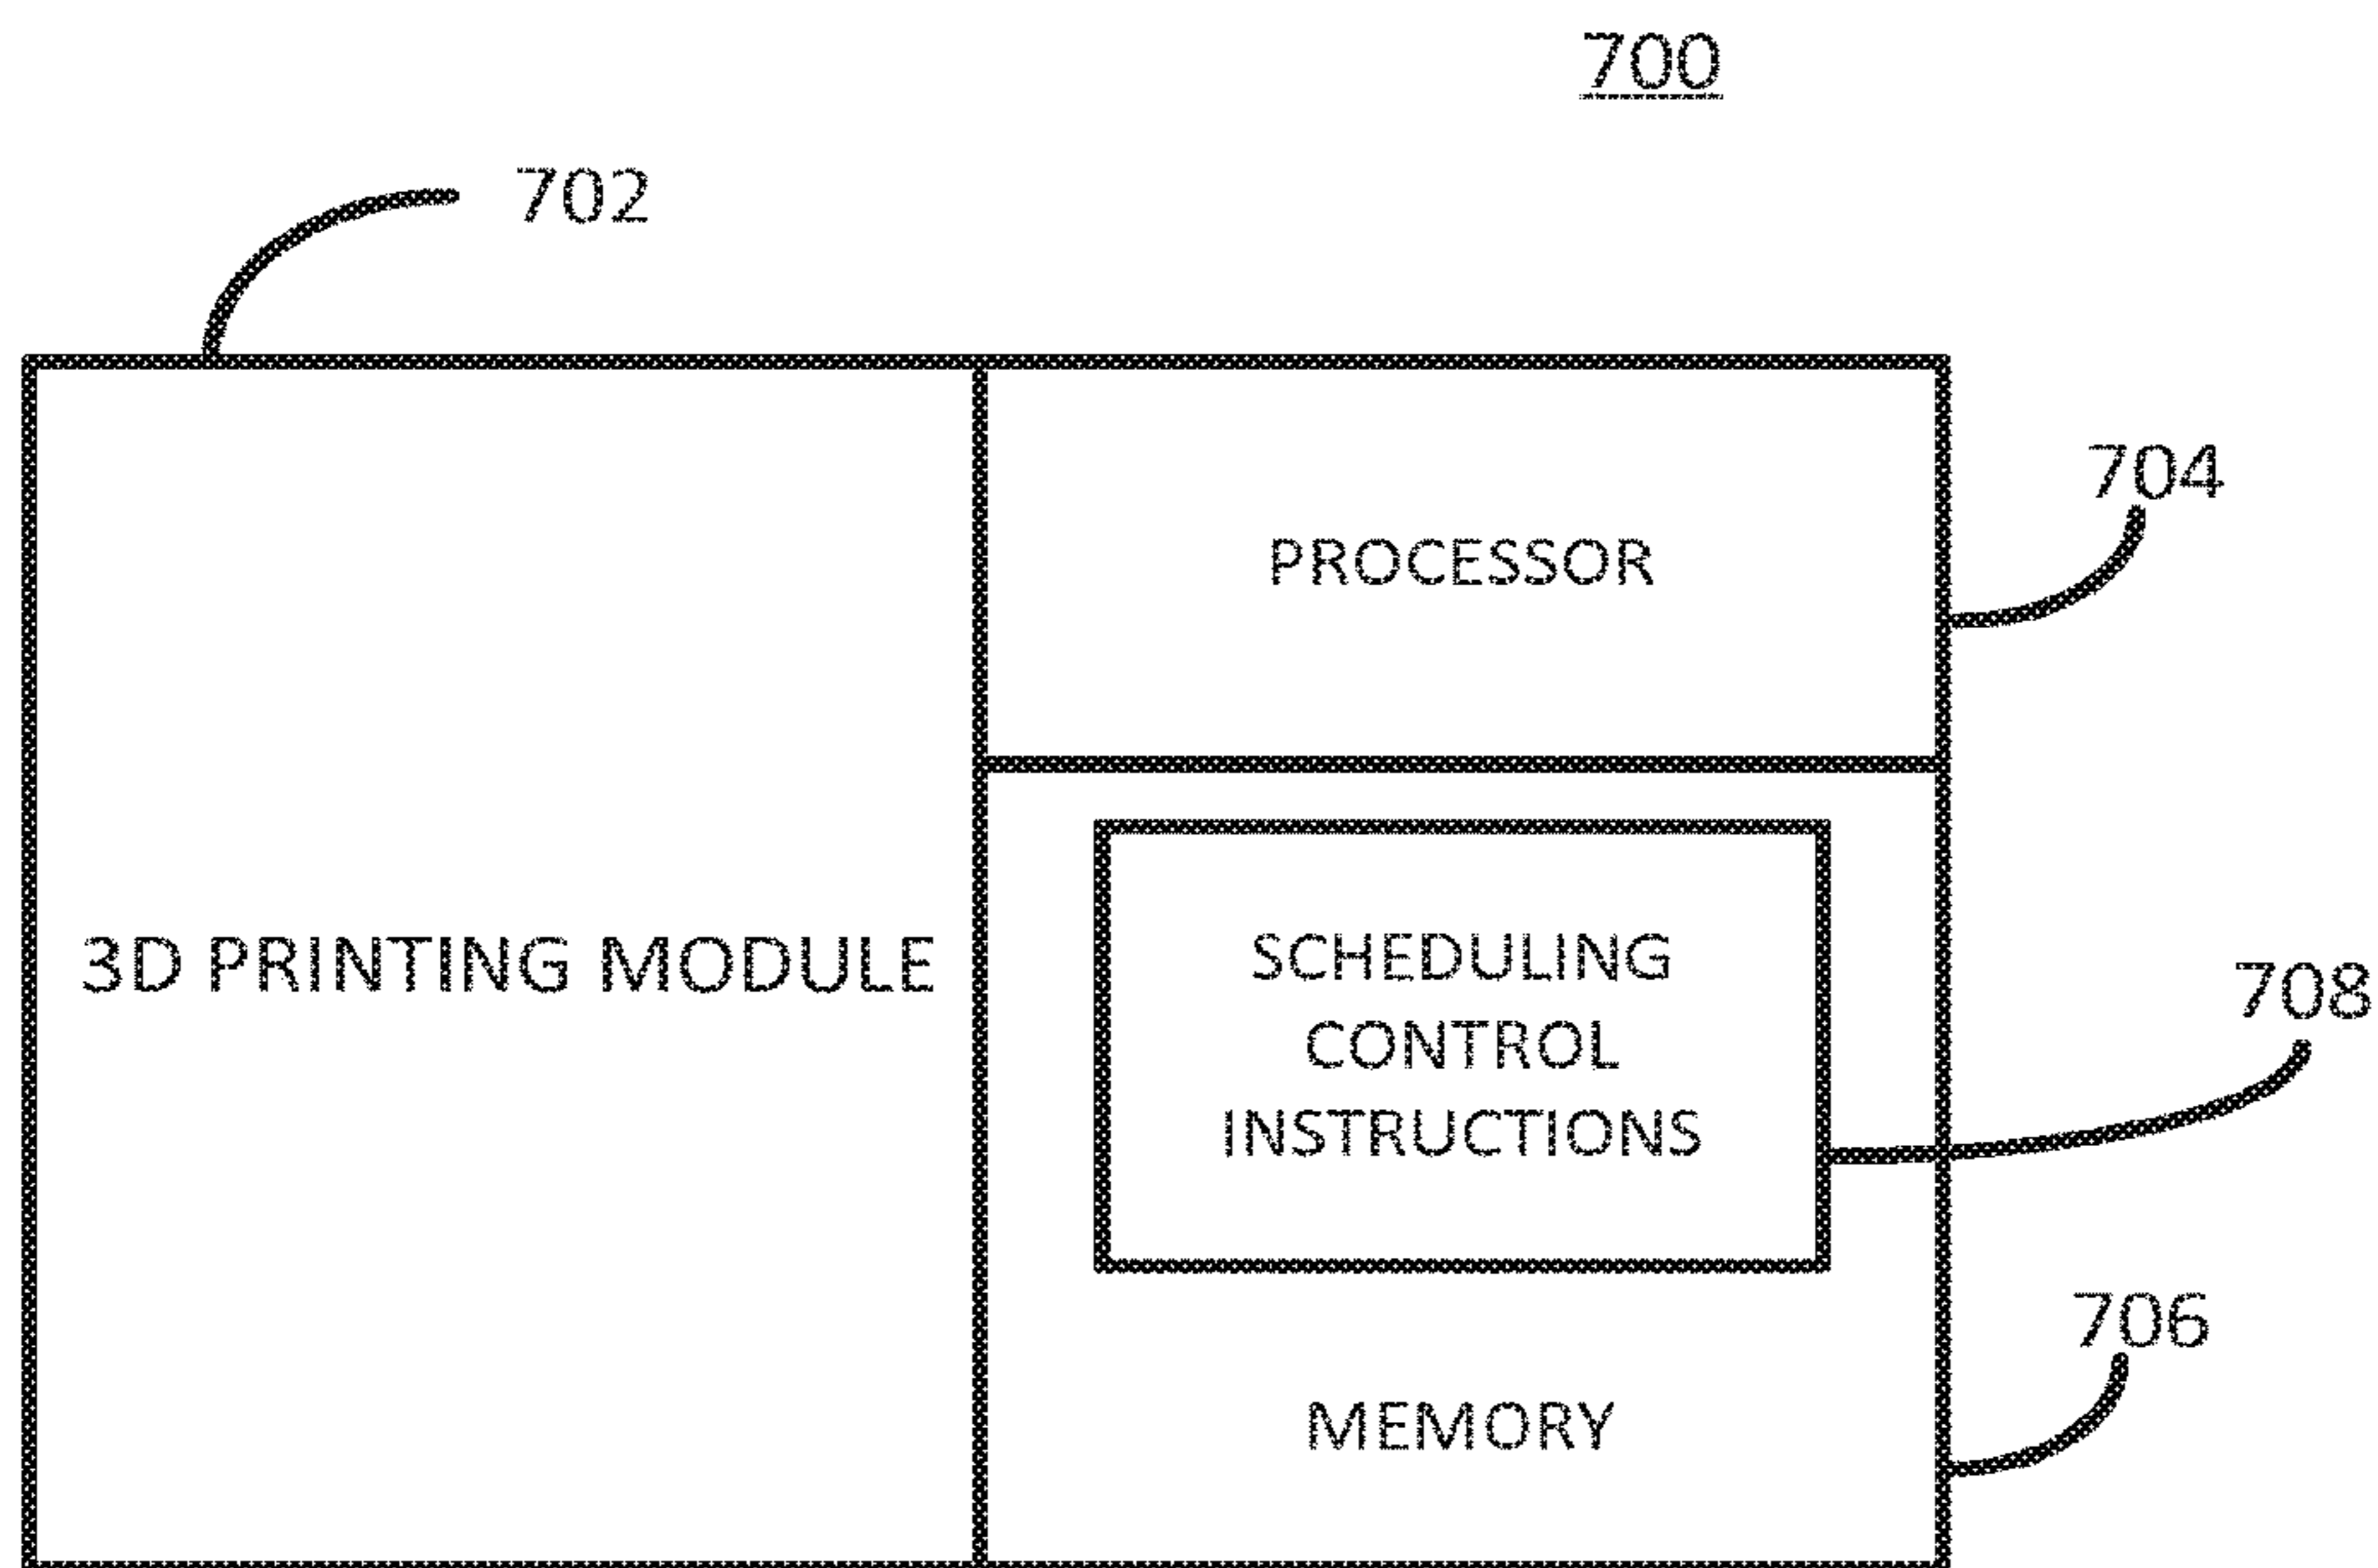 700
702
704
PROCESSOR
3D PRINTING MODULE
SCHEDULING
CONTROL
INSTRUCTIONS
708
706
MEMORY